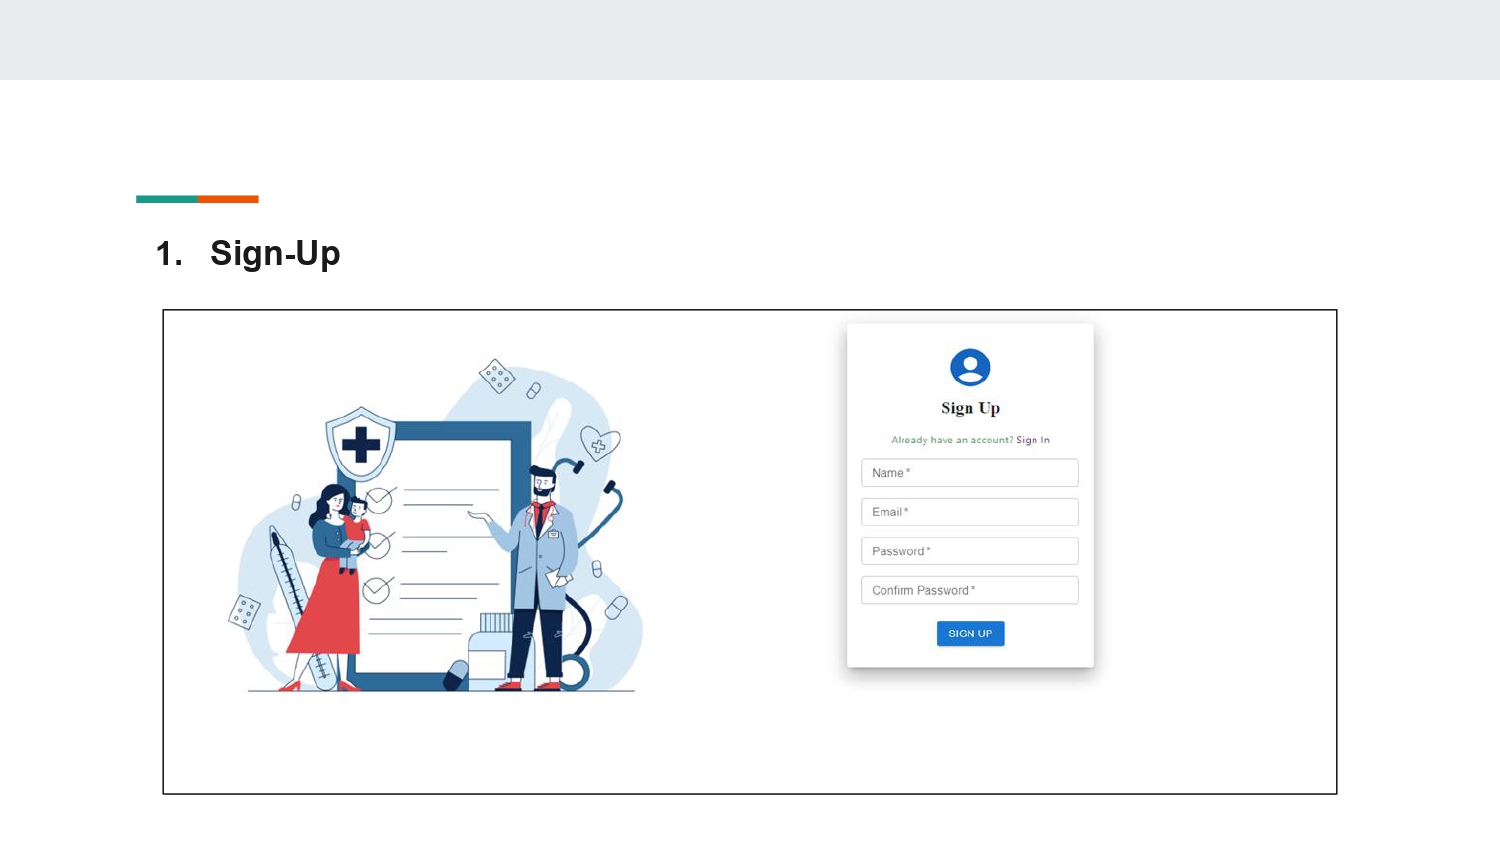 1. Sign-Up
Sign Up
Already have an account? Sign In
Name *
Email *
Password *
Confirm Password *
SIGN UP